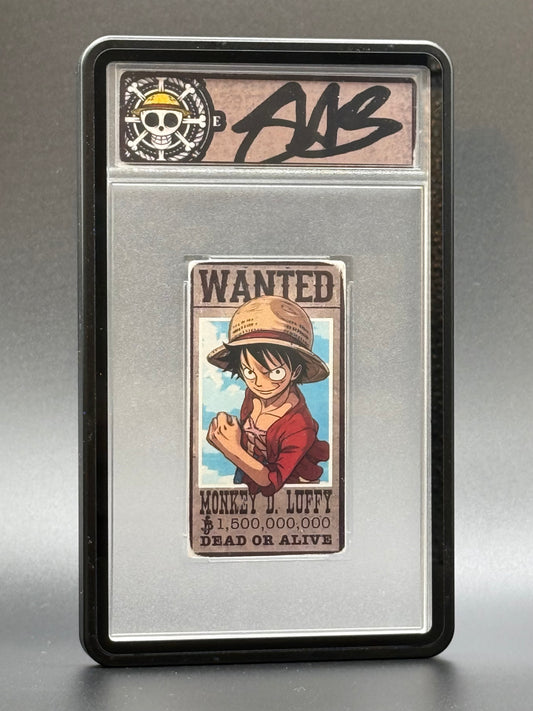 E
WANTED
MONKEY D. LUFFY
1,500,000,000
DEAD OR ALIVE